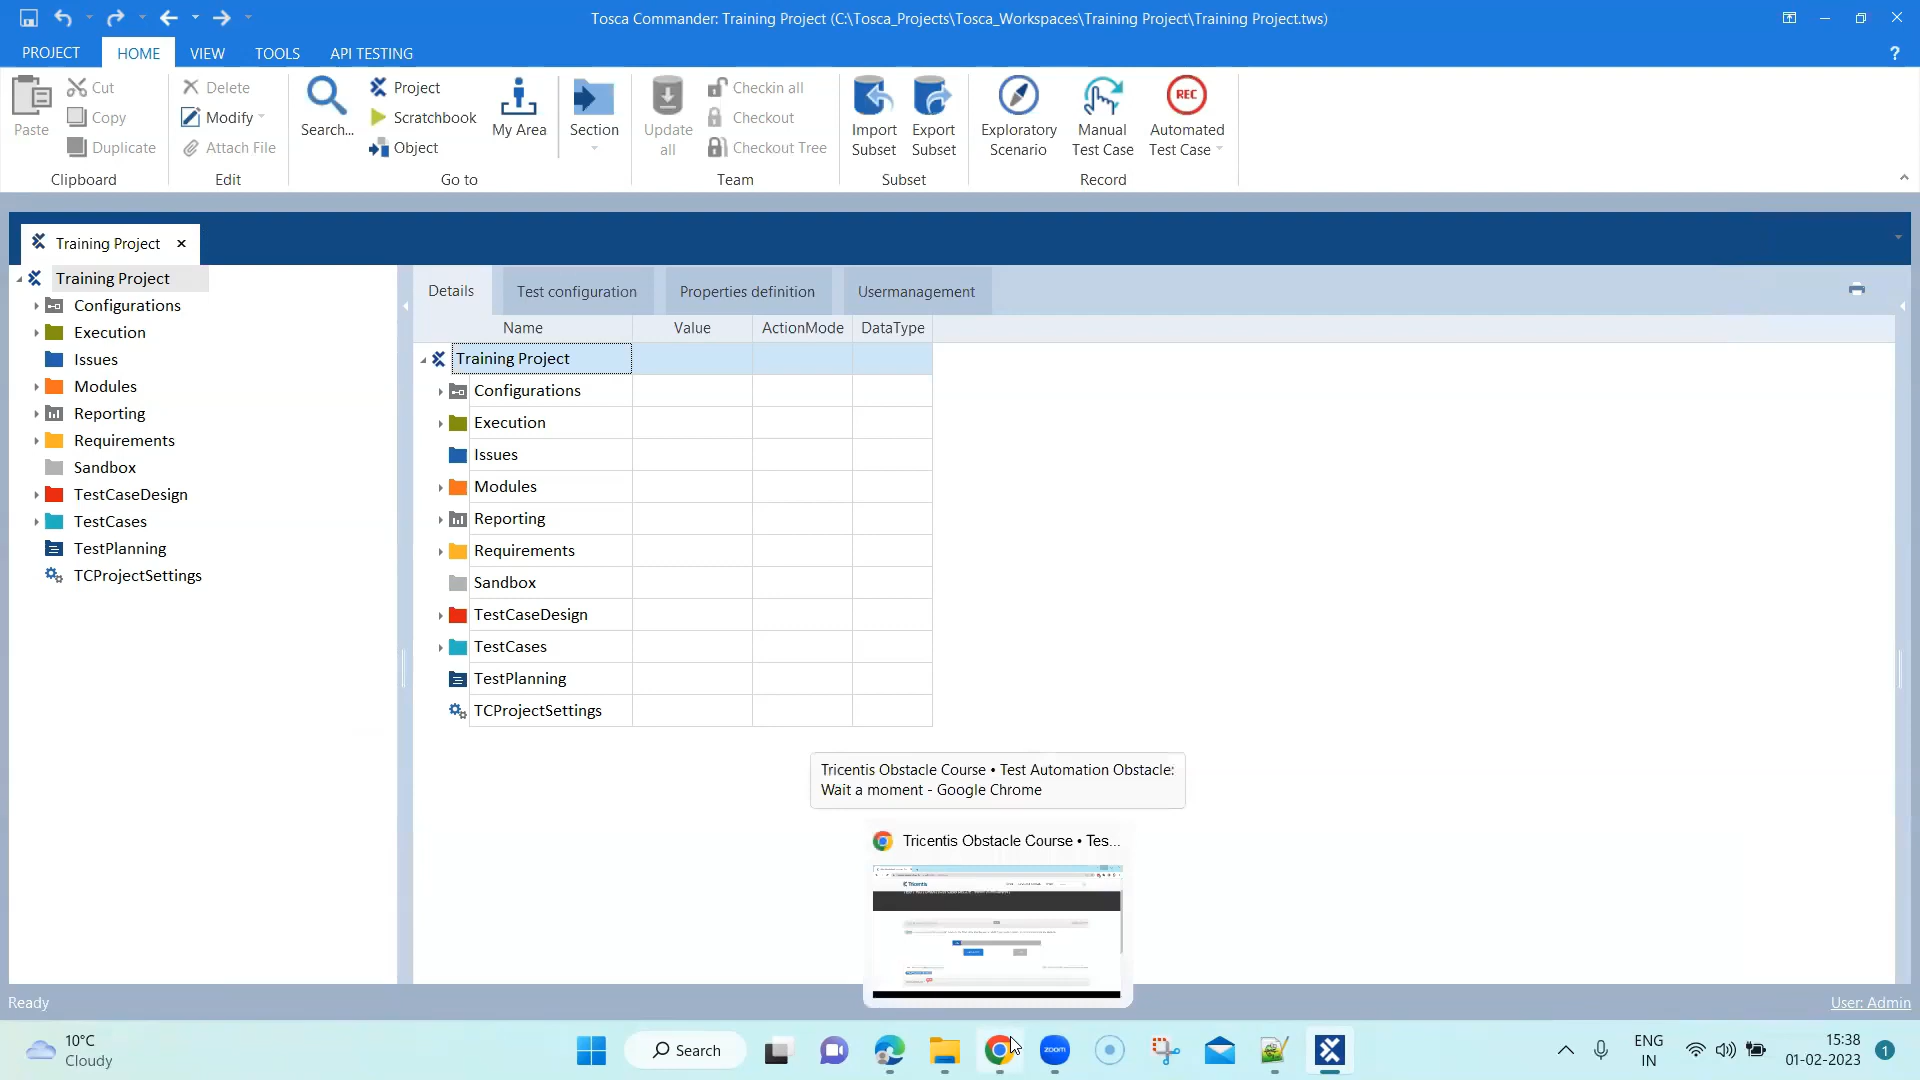 Tosca Commander: Training Project (C:\Tosca_Projects\Tosca_Workspaces\Training Project\Training Project.tws)
PROJECT HOME VIEW TOOLS API TESTING ?
Paste Cut Copy Duplicate Clipboard
Delete Modify Attach File Edit
Search... Project Scratchbook Object My Area Go to
Section
Update all Checkin all Checkout Checkout Tree Team
Import Subset Export Subset Subset
Exploratory Scenario Manual Test Case REC Automated Test Case Record
Training Project
Training Project
Configurations
Execution
Issues
Modules
Reporting
Requirements
Sandbox
TestCaseDesign
TestCases
TestPlanning
TCProjectSettings
Details Test configuration Properties definition Usermanagement
Name Value ActionMode DataType
Training Project
Configurations
Execution
Issues
Modules
Reporting
Requirements
Sandbox
TestCaseDesign
TestCases
TestPlanning
TCProjectSettings
Tricentis Obstacle Course • Test Automation Obstacle:
Wait a moment - Google Chrome
Tricentis Obstacle Course • Tes...
Tricentis
Ready User: Admin
10°C
Cloudy
Search
zoom
ENG
IN
15:38
01-02-2023
1